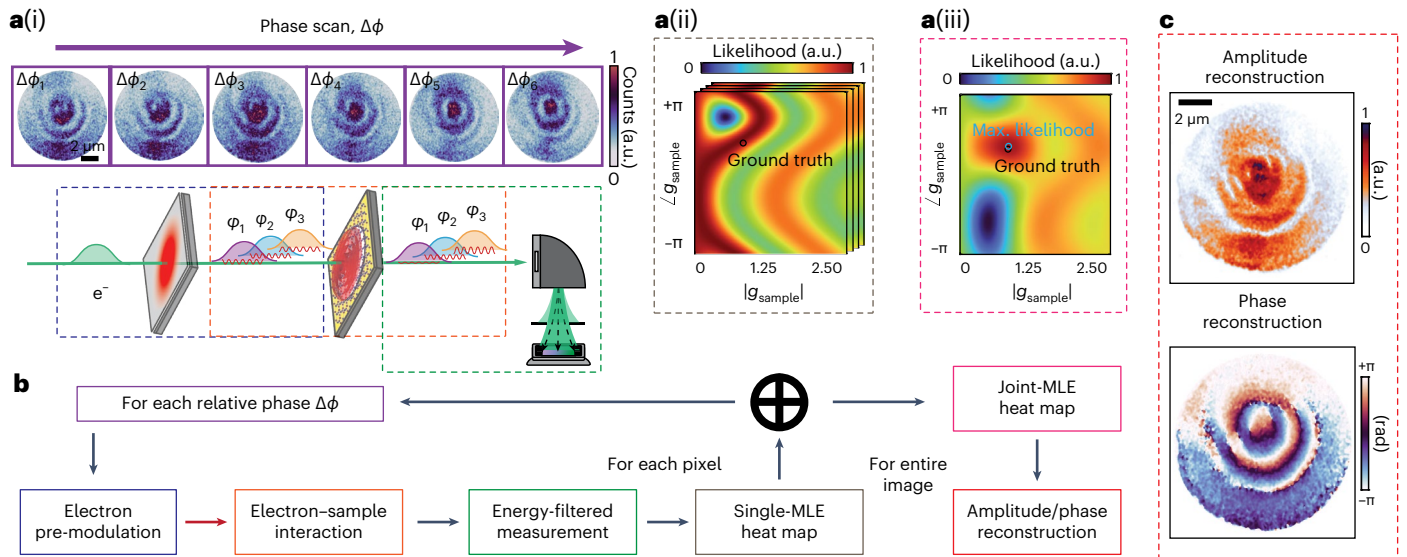 a(i)
Phase scan, Δϕ
Δϕ1
Δϕ2
Δϕ3
Δϕ4
Δϕ5
Δϕ6
2 μm
1
Counts (a.u.)
0
e−
φ1
φ2
φ3
φ1
φ2
φ3
a(ii)
Likelihood (a.u.)
0
1
+π
∠gsample
−π
Ground truth
0
1.25
2.50
|gsample|
a(iii)
Likelihood (a.u.)
0
1
+π
∠gsample
−π
Max. likelihood
Ground truth
0
1.25
2.50
|gsample|
b
For each relative phase Δϕ
Electron
pre-modulation
Electron–sample
interaction
Energy-filtered
measurement
Single-MLE
heat map
For each pixel
For entire
image
Joint-MLE
heat map
Amplitude/phase
reconstruction
c
Amplitude
reconstruction
2 μm
1
(a.u.)
0
Phase
reconstruction
+π
(rad)
−π